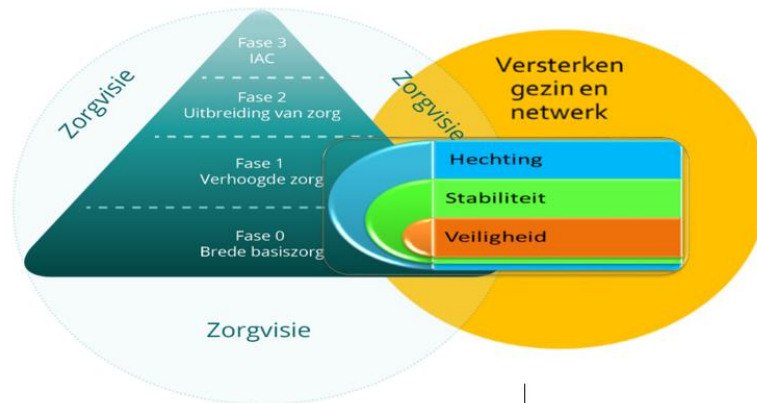 Fase 3
IAC
Fase 2
Uitbreiding van zorg
Fase 1
Verhoogde zorg
Fase 0
Brede basiszorg
Zorgvisie
Zorgvisie
Zorgvisie
Versterken
gezin en
netwerk
Hechting
Stabiliteit
Veiligheid